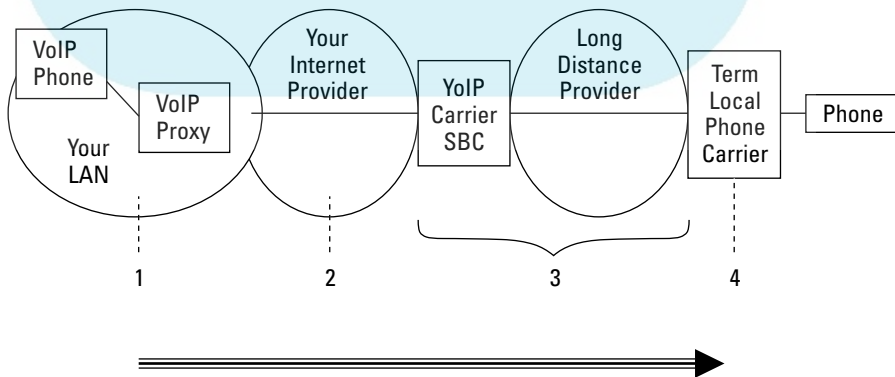 VoIP
Phone
VoIP
Proxy
Your
LAN
Your
Internet
Provider
YoIP
Carrier
SBC
Long
Distance
Provider
Term
Local
Phone
Carrier
Phone
1
2
3
4